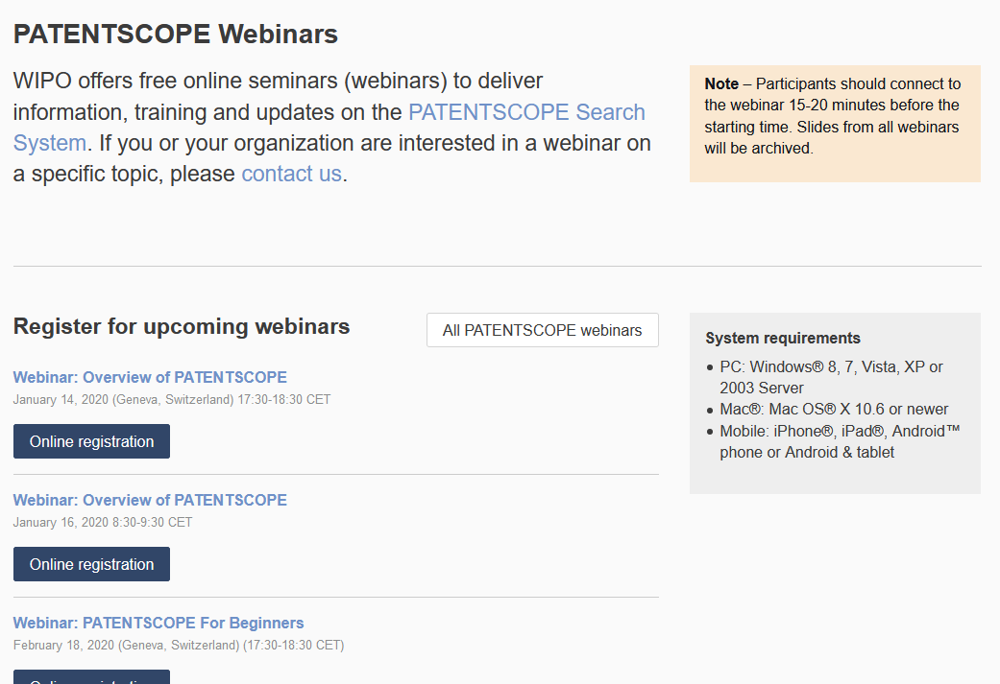 PATENTSCOPE Webinars
WIPO offers free online seminars (webinars) to deliver
information, training and updates on the PATENTSCOPE Search
System. If you or your organization are interested in a webinar on
a specific topic, please contact us.
Note – Participants should connect to
the webinar 15-20 minutes before the
starting time. Slides from all webinars
will be archived.
Register for upcoming webinars
All PATENTSCOPE webinars
Webinar: Overview of PATENTSCOPE
January 14, 2020 (Geneva, Switzerland) 17:30-18:30 CET
Online registration
Webinar: Overview of PATENTSCOPE
January 16, 2020 8:30-9:30 CET
Online registration
Webinar: PATENTSCOPE For Beginners
February 18, 2020 (Geneva, Switzerland) (17:30-18:30 CET)
System requirements
• PC: Windows® 8, 7, Vista, XP or
2003 Server
• Mac®: Mac OS® X 10.6 or newer
• Mobile: iPhone®, iPad®, Android™
phone or Android & tablet